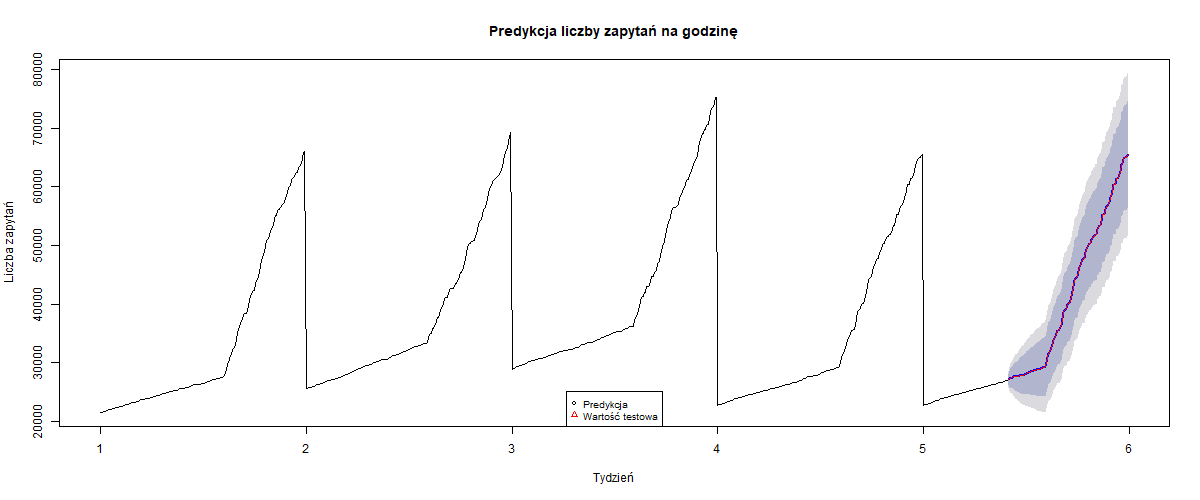 Predykcja liczby zapytań na godzinę
Liczba zapytań
80000
70000
60000
50000
40000
30000
20000
Predykcja
Wartość testowa
1 2 3 4 5 6
Tydzień